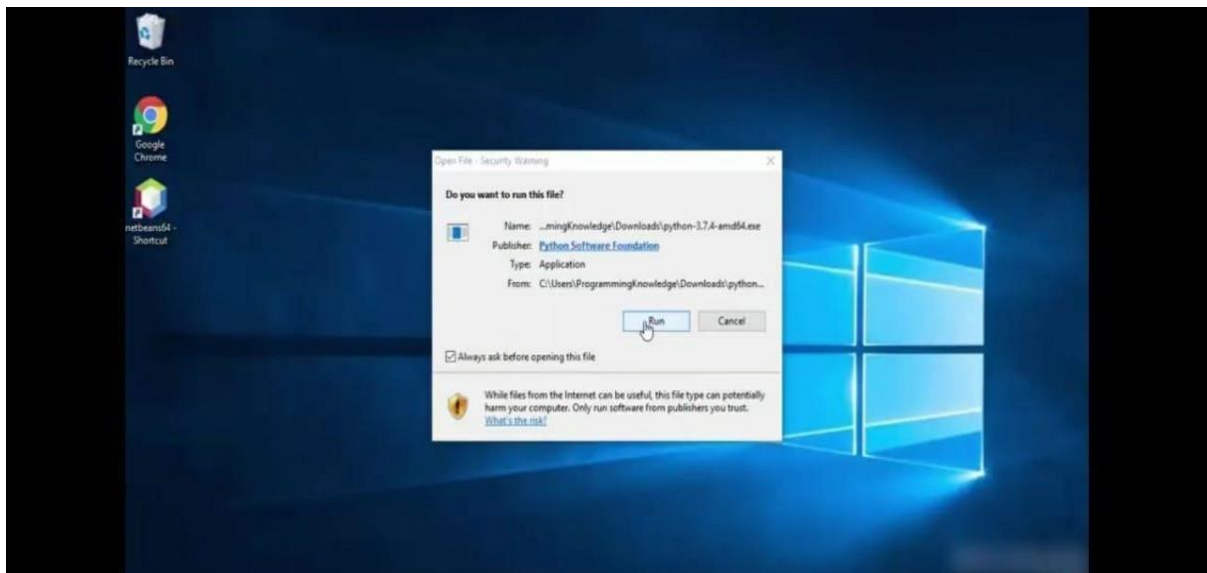 Recycle Bin
Google
Chrome
netbeans64 -
Shortcut
Open File - Security Warning
Do you want to run this file?
Name: ...mingKnowledge\Downloads\python-3.7.4-amd64.exe
Publisher: Python Software Foundation
Type: Application
From: C:\Users\ProgrammingKnowledge\Downloads\python...
Run Cancel
Always ask before opening this file
While files from the Internet can be useful, this file type can potentially
harm your computer. Only run software from publishers you trust.
What's the risk?